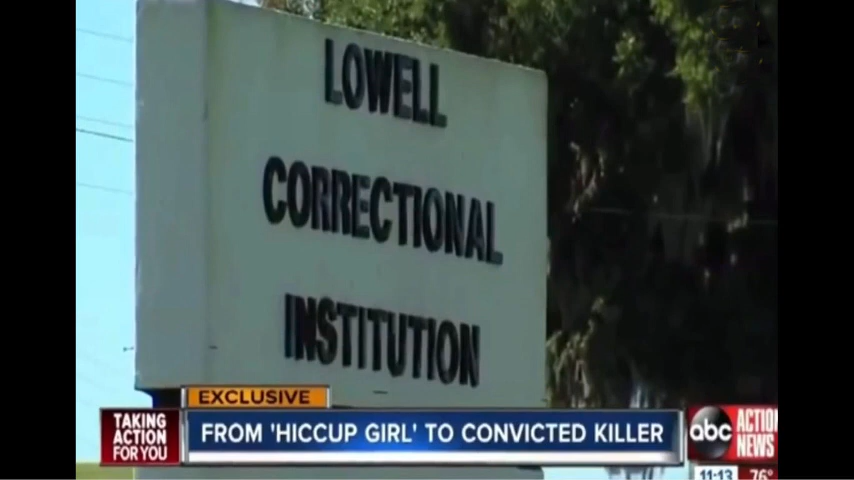 LOWELL
CORRECTIONAL
INSTITUTION
EXCLUSIVE
TAKING
ACTION
FOR YOU
FROM 'HICCUP GIRL' TO CONVICTED KILLER
abc
ACTION
NEWS
11:13 76°